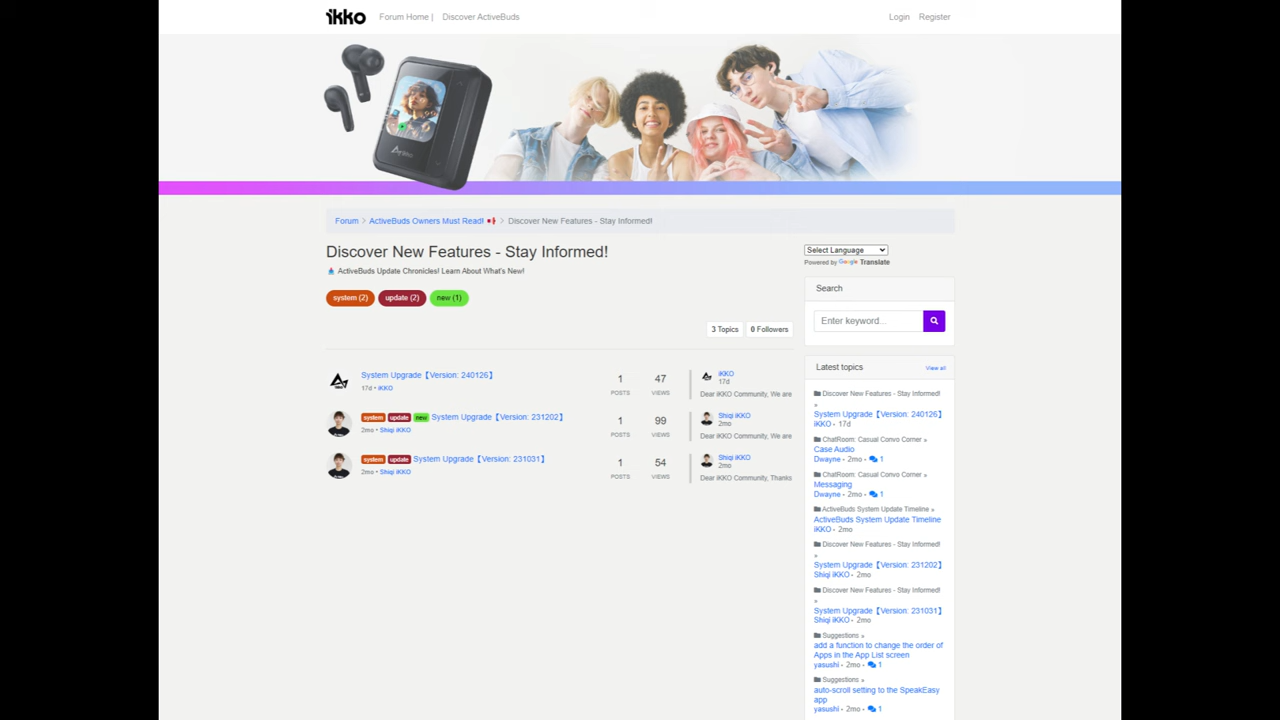 ikko Forum Home | Discover ActiveBuds Login Register
Forum > ActiveBuds Owners Must Read! > Discover New Features - Stay Informed!
Discover New Features - Stay Informed!
ActiveBuds Update Chronicles! Learn About What's New!
system (2) update (2) new (1)
3 Topics 0 Followers
System Upgrade【Version: 240126】
17d • iKKO
1
POSTS
47
VIEWS
iKKO
17d
Dear iKKO Community, We are
system update new System Upgrade【Version: 231202】
2mo • Shiqi iKKO
1
POSTS
99
VIEWS
Shiqi iKKO
2mo
Dear iKKO Community, We are
system update System Upgrade【Version: 231031】
2mo • Shiqi iKKO
1
POSTS
54
VIEWS
Shiqi iKKO
2mo
Dear iKKO Community, Thanks
Select Language
Powered by Google Translate
Search
Enter keyword...
Latest topics View all
Discover New Features - Stay Informed!
»
System Upgrade【Version: 240126】
iKKO • 17d
ChatRoom: Casual Convo Corner »
Case Audio
Dwayne • 2mo • 1
ChatRoom: Casual Convo Corner »
Messaging
Dwayne • 2mo • 1
ActiveBuds System Update Timeline »
ActiveBuds System Update Timeline
iKKO • 2mo
Discover New Features - Stay Informed!
»
System Upgrade【Version: 231202】
Shiqi iKKO • 2mo
Discover New Features - Stay Informed!
»
System Upgrade【Version: 231031】
Shiqi iKKO • 2mo
Suggestions »
add a function to change the order of
Apps in the App List screen
yasushi • 2mo • 1
Suggestions »
auto-scroll setting to the SpeakEasy
app
yasushi • 2mo • 1